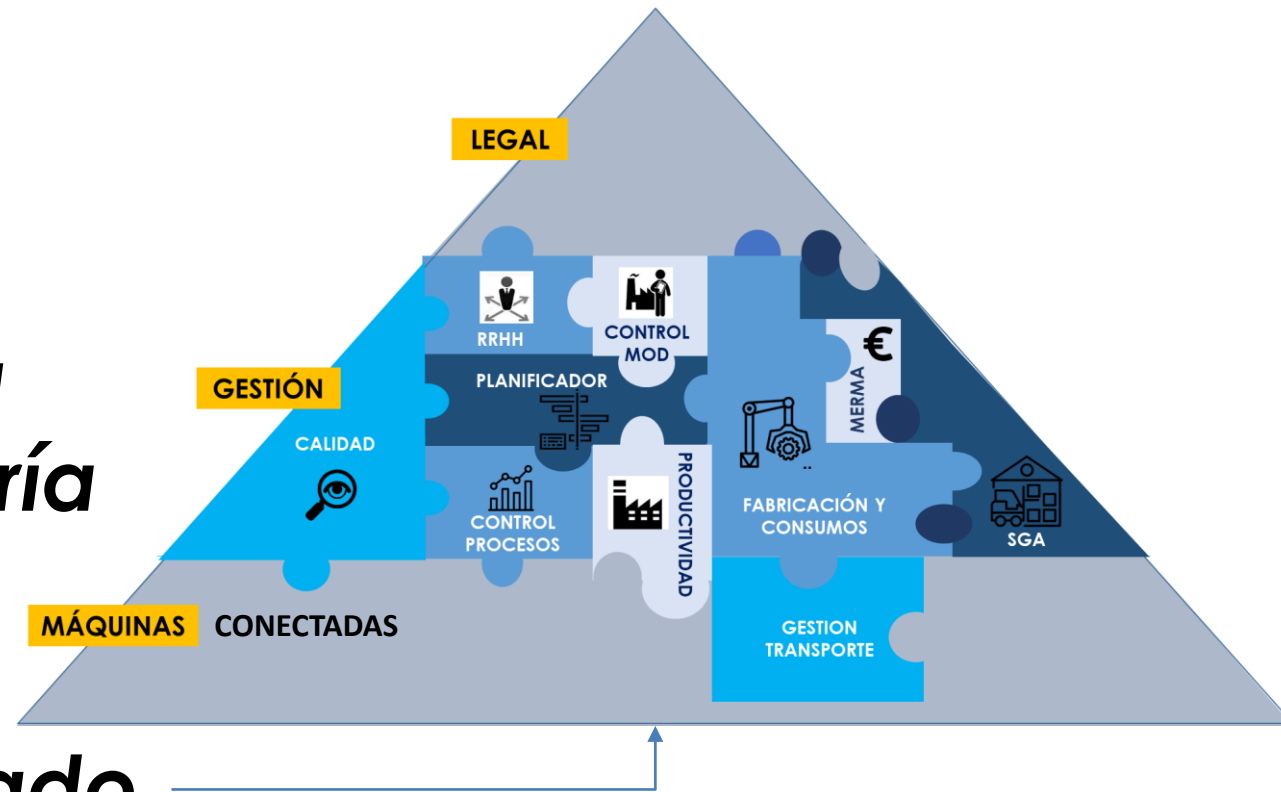 LEGAL
RRHH
CONTROL
MOD
€
MERMA
PLANIFICADOR
GESTIÓN
CALIDAD
PRODUCTIVIDAD
FABRICACIÓN Y
CONSUMOS
CONTROL
PROCESOS
SGA
ría
MÁQUINAS CONECTADAS
GESTION
TRANSPORTE
ado